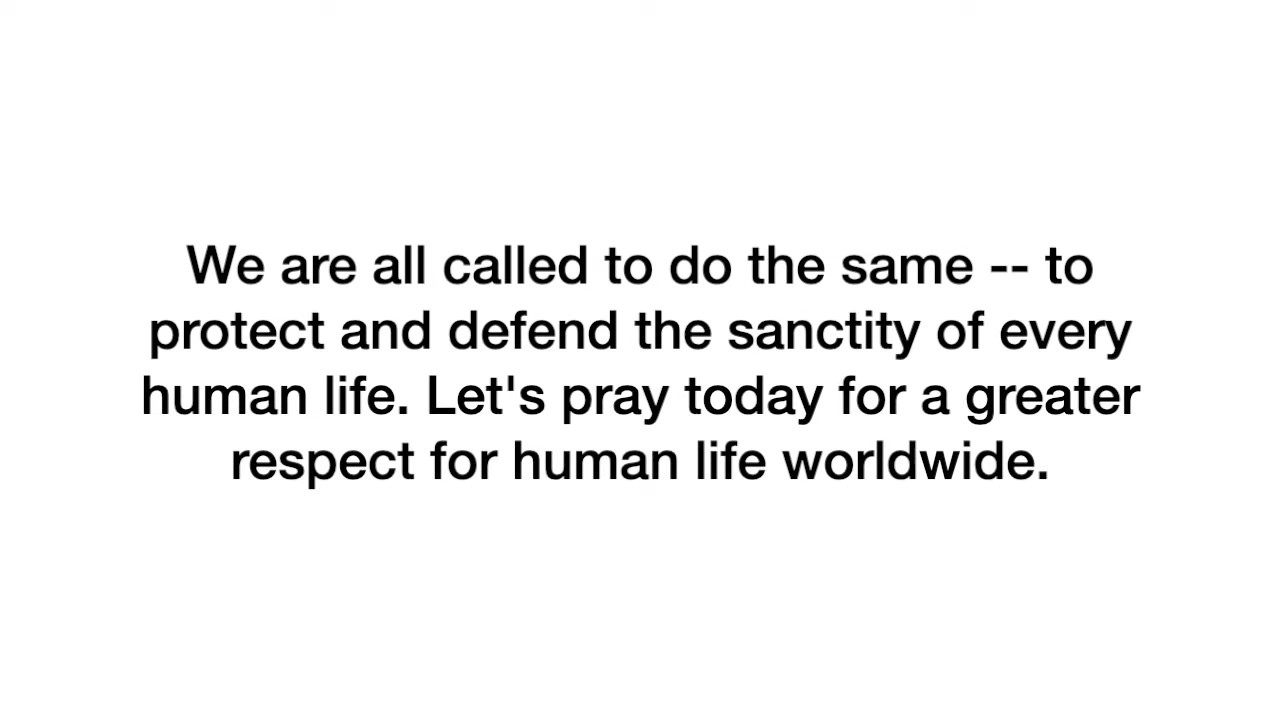 We are all called to do the same -- to
protect and defend the sanctity of every
human life. Let's pray today for a greater
respect for human life worldwide.